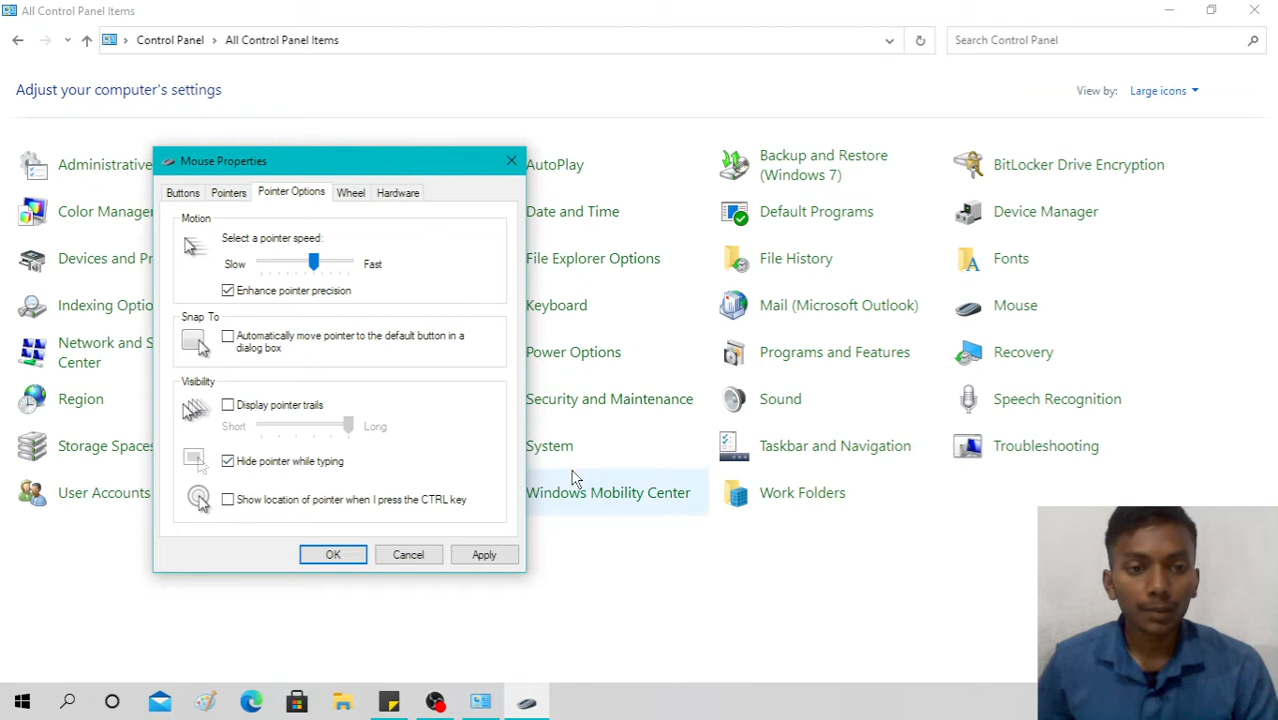 All Control Panel Items
Control Panel
All Control Panel Items
Search Control Panel
Adjust your computer's settings
View by:
Large icons
Administrative
AutoPlay
Backup and Restore
(Windows 7)
BitLocker Drive Encryption
Color Manage
Date and Time
Default Programs
Device Manager
Devices and Pr
File Explorer Options
File History
Fonts
Indexing Optio
Keyboard
Mail (Microsoft Outlook)
Mouse
Network and S
Center
Power Options
Programs and Features
Recovery
Region
Security and Maintenance
Sound
Speech Recognition
Storage Spaces
System
Taskbar and Navigation
Troubleshooting
User Accounts
Windows Mobility Center
Work Folders
Mouse Properties
Buttons
Pointers
Pointer Options
Wheel
Hardware
Motion
Select a pointer speed:
Slow
Fast
Enhance pointer precision
Snap To
Automatically move pointer to the default button in a
dialog box
Visibility
Display pointer trails
Short
Long
Hide pointer while typing
Show location of pointer when I press the CTRL key
OK
Cancel
Apply